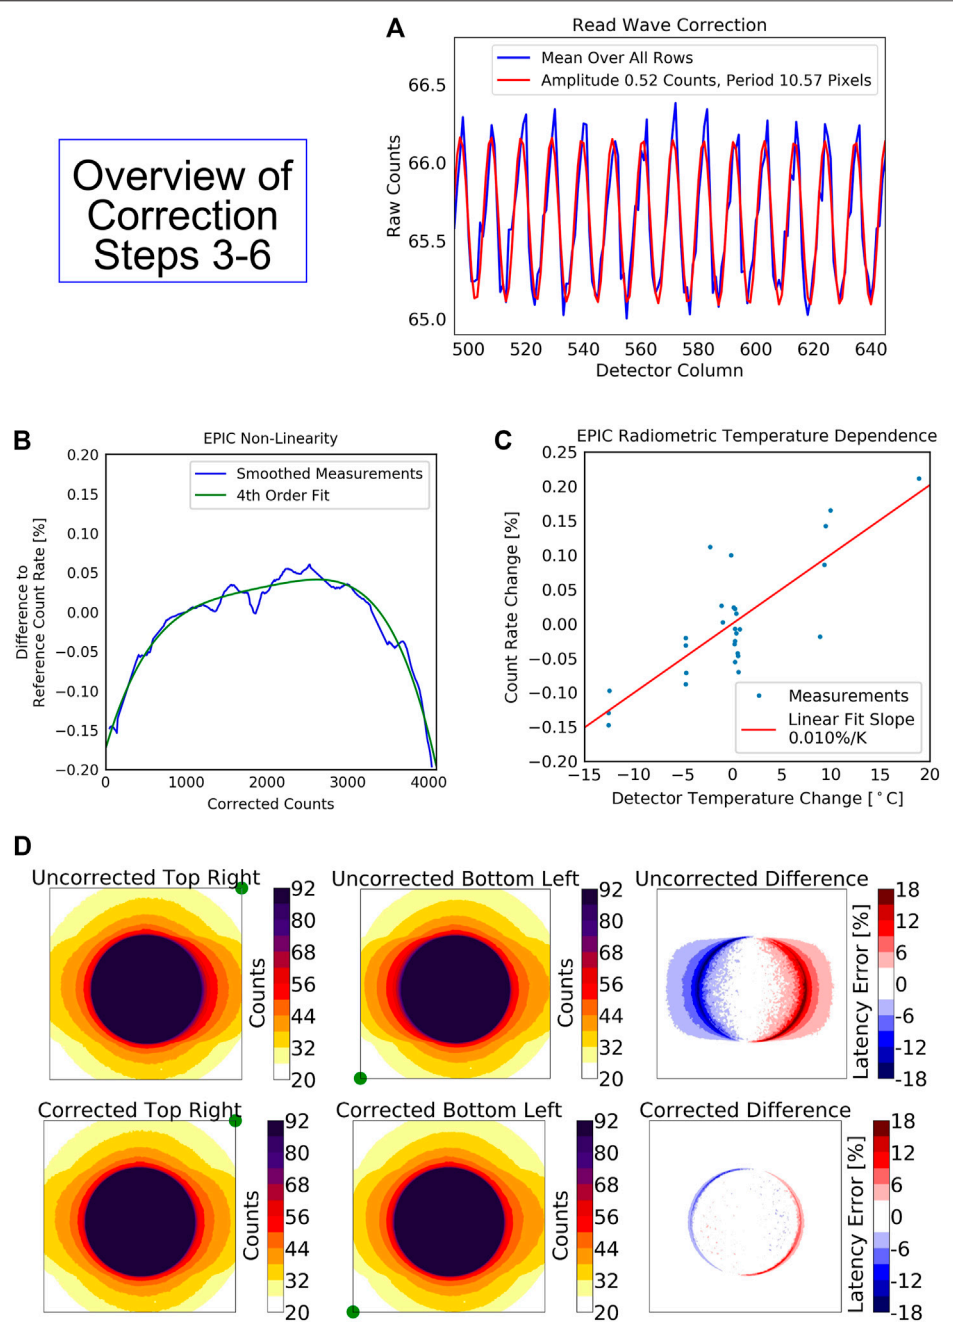 Overview of
Correction
Steps 3-6
A
Read Wave Correction
Mean Over All Rows
Amplitude 0.52 Counts, Period 10.57 Pixels
Raw Counts
66.5
66.0
65.5
65.0
500 520 540 560 580 600 620 640
Detector Column
B
EPIC Non-Linearity
Smoothed Measurements
4th Order Fit
Difference to
Reference Count Rate [%]
0.20
0.15
0.10
0.05
0.00
−0.05
−0.10
−0.15
−0.20
0 1000 2000 3000 4000
Corrected Counts
C
EPIC Radiometric Temperature Dependence
Count Rate Change [%]
0.25
0.20
0.15
0.10
0.05
0.00
−0.05
−0.10
−0.15
−0.20
Measurements
Linear Fit Slope
0.010%/K
−15 −10 −5 0 5 10 15 20
Detector Temperature Change [°C]
D
Uncorrected Top Right
92
80
68
56
44
32
20
Counts
Uncorrected Bottom Left
92
80
68
56
44
32
20
Counts
Uncorrected Difference
18
12
6
0
-6
-12
-18
Latency Error [%]
Corrected Top Right
92
80
68
56
44
32
20
Counts
Corrected Bottom Left
92
80
68
56
44
32
20
Counts
Corrected Difference
18
12
6
0
-6
-12
-18
Latency Error [%]